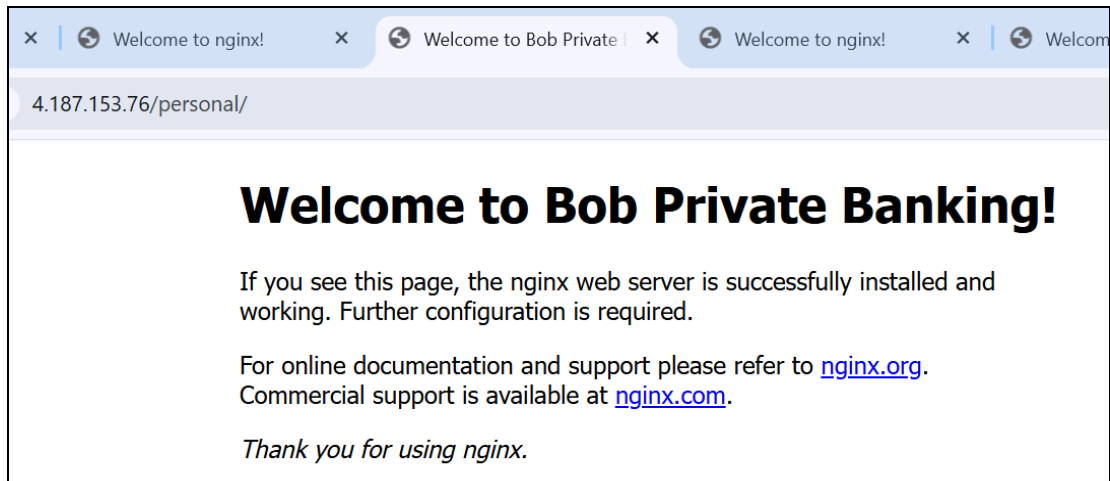 Welcome to nginx!
Welcome to Bob Private
Welcome to nginx!
Welcom
4.187.153.76/personal/
Welcome to Bob Private Banking!
If you see this page, the nginx web server is successfully installed and
working. Further configuration is required.
For online documentation and support please refer to nginx.org.
Commercial support is available at nginx.com.
Thank you for using nginx.